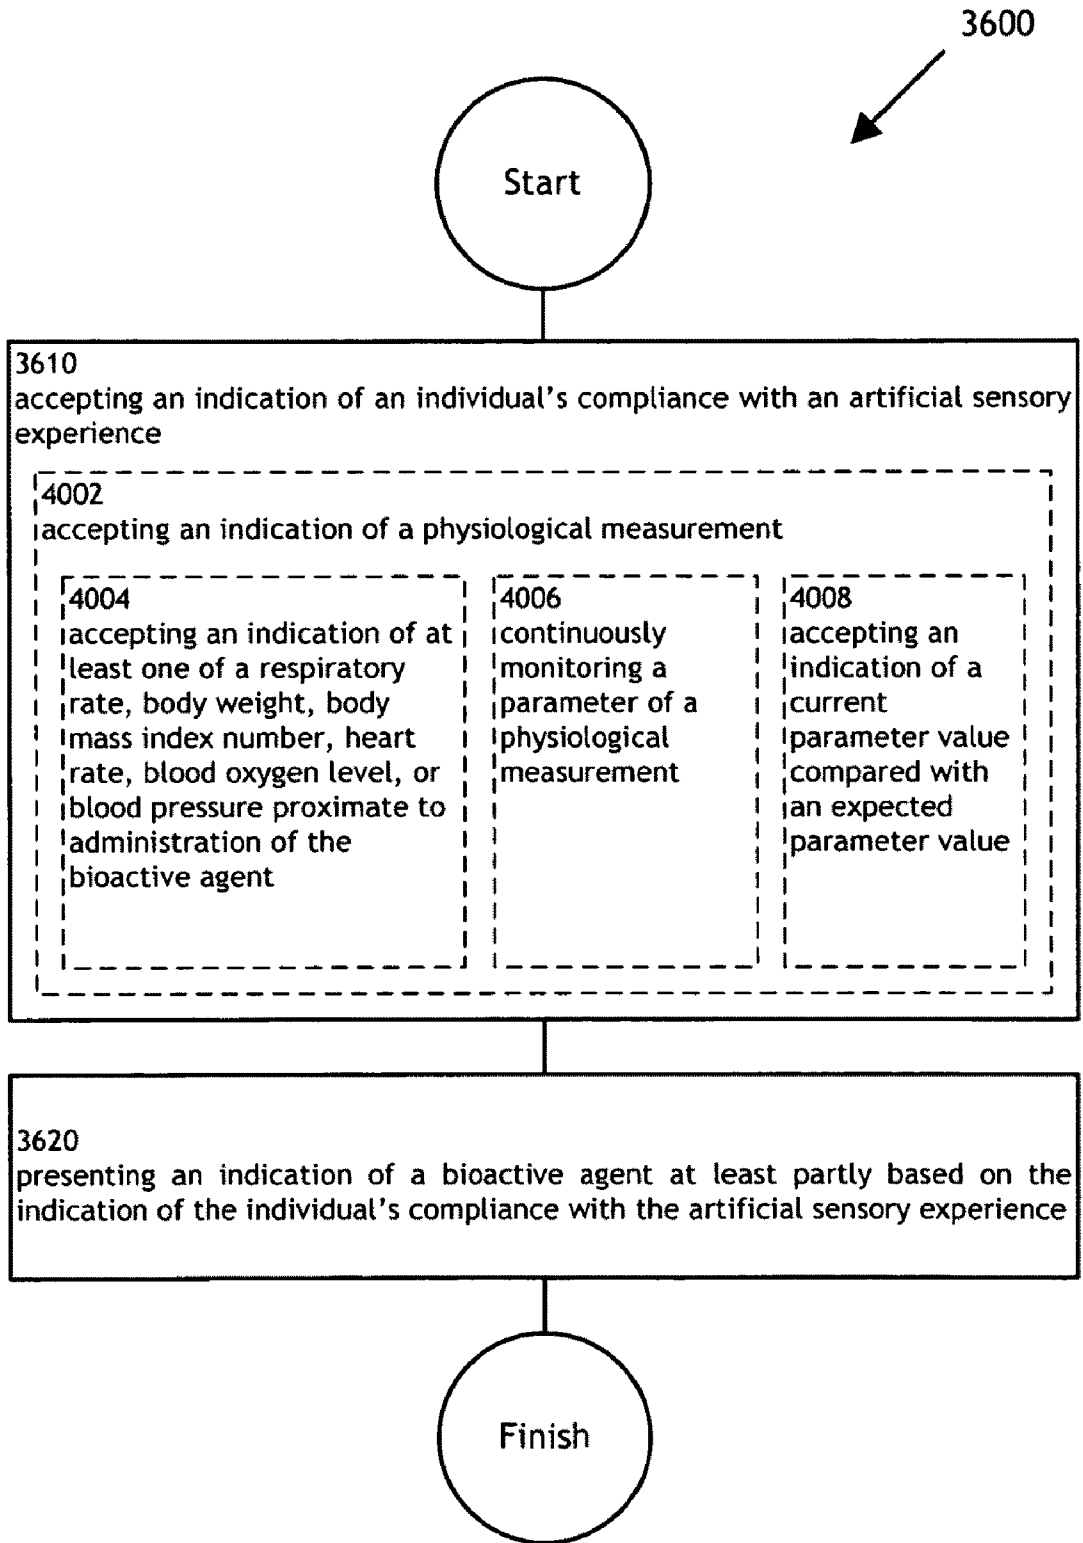 3600
Start
3610
accepting an indication of an individual's compliance with an artificial sensory
experience
4002
accepting an indication of a physiological measurement
4004
accepting an indication of at
least one of a respiratory
rate, body weight, body
mass index number, heart
rate, blood oxygen level, or
blood pressure proximate to
administration of the
bioactive agent
4006
continuously
monitoring a
parameter of a
physiological
measurement
4008
accepting an
indication of a
current
parameter value
compared with
an expected
parameter value
3620
presenting an indication of a bioactive agent at least partly based on the
indication of the individual's compliance with the artificial sensory experience
Finish